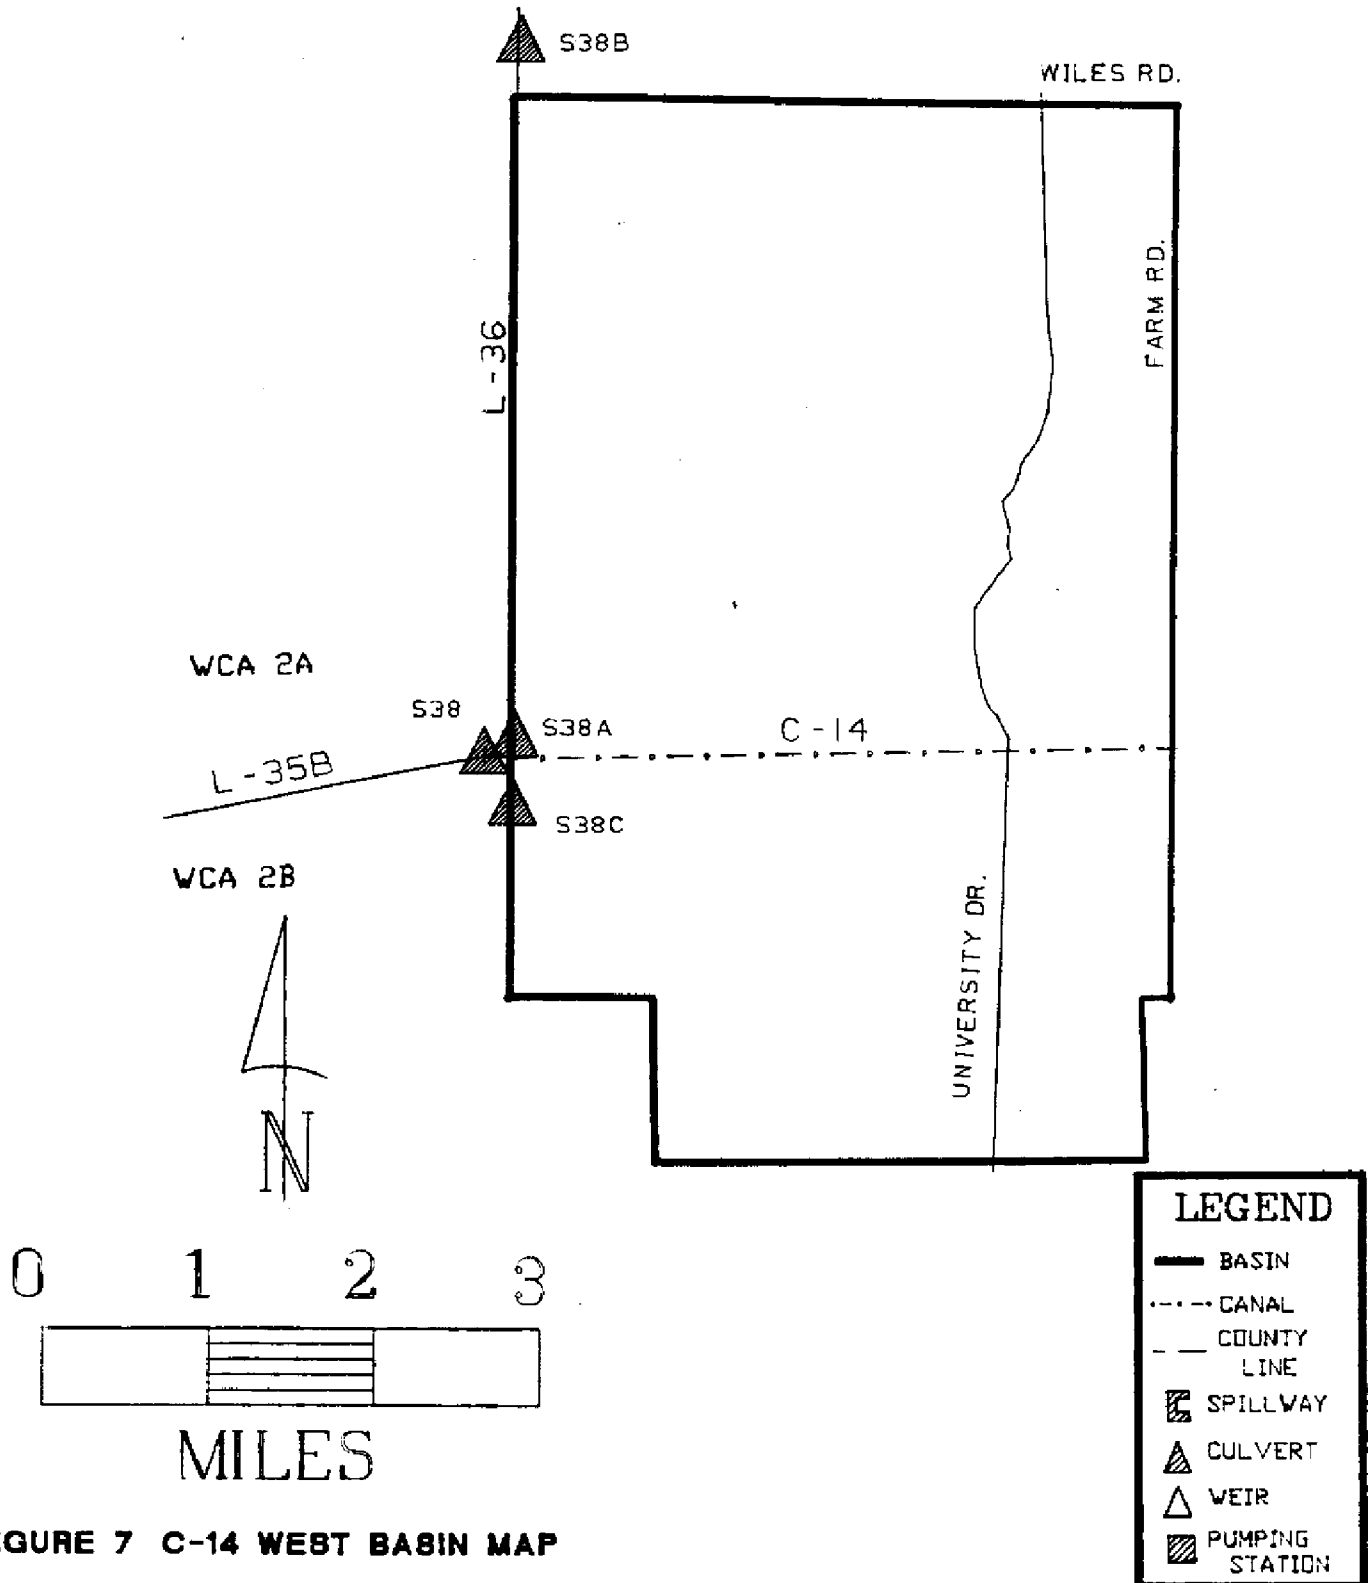 S38B
WILES RD.
FARM RD.
L-36
WCA 2A
S38
S38A
C-14
L-35B
S38C
WCA 2B
UNIVERSITY DR.
N
0 1 2 3
MILES
LEGEND
BASIN
CANAL
COUNTY
LINE
SPILLWAY
CULVERT
WEIR
PUMPING
STATION
GURE 7 C-14 WEST BASIN MAP